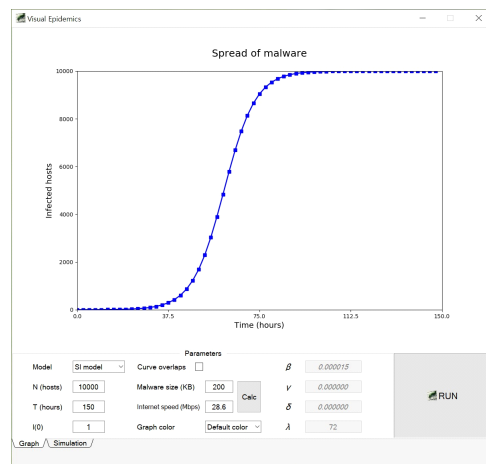 Visual Epidemics
Spread of malware
Infected hosts
10000
8000
6000
4000
2000
0
0.0 37.5 75.0 112.5 150.0
Time (hours)
Parameters
Model SI model Curve overlaps β 0.000015
N (hosts) 10000 Malware size (KB) 200 Calc ν 0.000000
T (hours) 150 Internet speed (Mbps) 28.6 δ 0.000000
I(0) 1 Graph color Default color λ 72
RUN
Graph Simulation